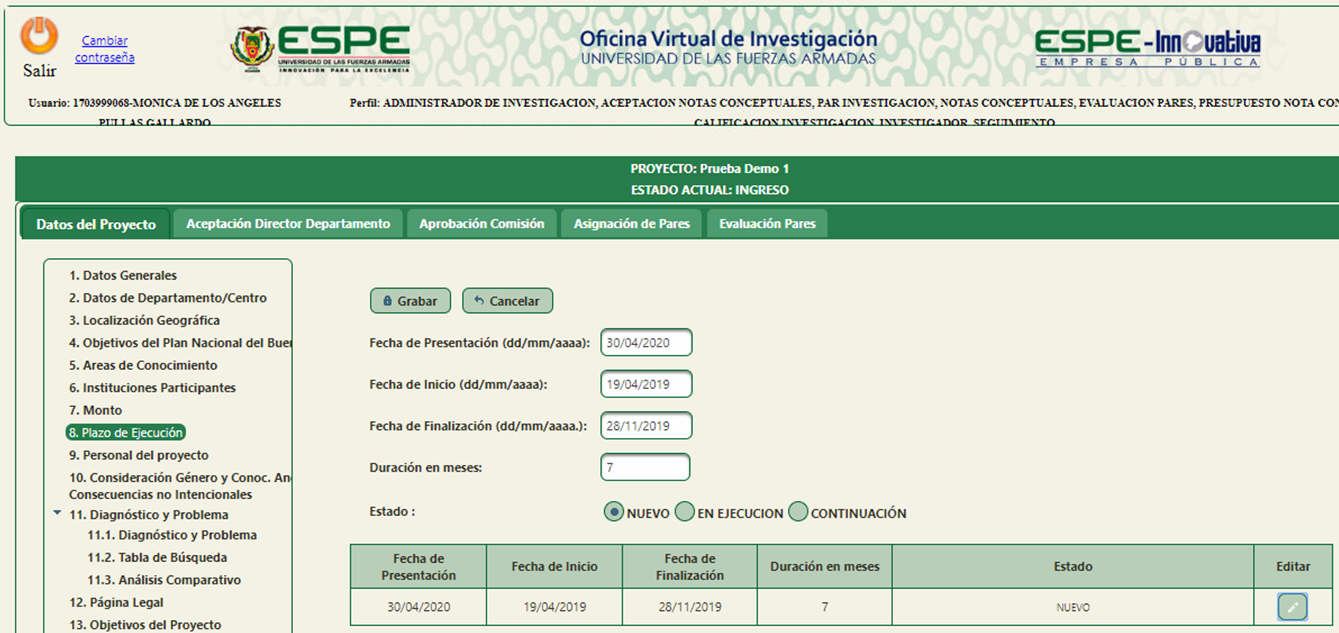 Salir
Cambiar
contraseña
ESPE
UNIVERSIDAD DE LAS FUERZAS ARMADAS
INNOVACIÓN PARA LA EXCELENCIA
Oficina Virtual de Investigación
UNIVERSIDAD DE LAS FUERZAS ARMADAS
ESPE-Innovativa
EMPRESA PÚBLICA
Usuario: 1703999068-MONICA DE LOS ANGELES
PULLAS GALLARDO
Perfil: ADMINISTRADOR DE INVESTIGACION, ACEPTACION NOTAS CONCEPTUALES, PAR INVESTIGACION, NOTAS CONCEPTUALES, EVALUACION PARES, PRESUPUESTO NOTA CON
CALIFICACION INVESTIGACION, INVESTIGADOR, SEGUIMIENTO
PROYECTO: Prueba Demo 1
ESTADO ACTUAL: INGRESO
Datos del Proyecto
Aceptación Director Departamento
Aprobación Comisión
Asignación de Pares
Evaluación Pares
1. Datos Generales
2. Datos de Departamento/Centro
3. Localización Geográfica
4. Objetivos del Plan Nacional del Buen
5. Areas de Conocimiento
6. Instituciones Participantes
7. Monto
8. Plazo de Ejecución
9. Personal del proyecto
10. Consideración Género y Conoc. An
Consecuencias no Intencionales
11. Diagnóstico y Problema
11.1. Diagnóstico y Problema
11.2. Tabla de Búsqueda
11.3. Análisis Comparativo
12. Página Legal
13. Objetivos del Proyecto
Grabar
Cancelar
Fecha de Presentación (dd/mm/aaaa): 30/04/2020
Fecha de Inicio (dd/mm/aaaa): 19/04/2019
Fecha de Finalización (dd/mm/aaaa.): 28/11/2019
Duración en meses: 7
Estado : NUEVO EN EJECUCION CONTINUACIÓN
Fecha de
Presentación
Fecha de Inicio
Fecha de
Finalización
Duración en meses
Estado
Editar
30/04/2020 19/04/2019 28/11/2019 7 NUEVO